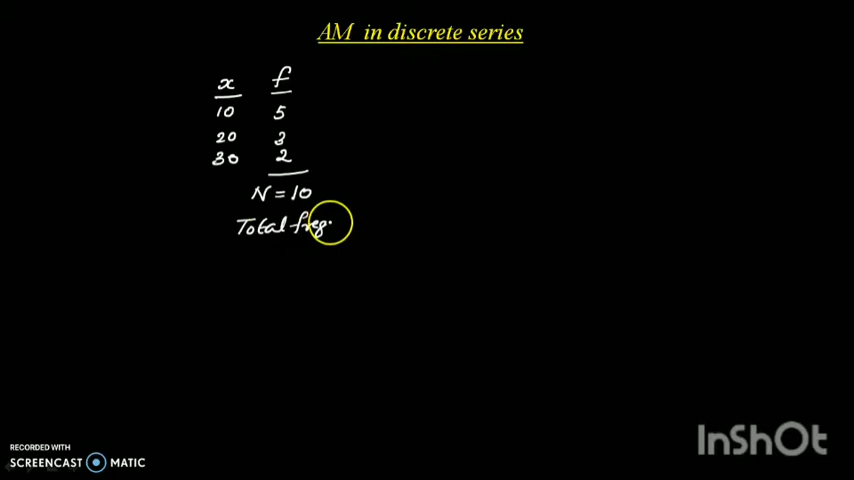 AM in discrete series
x f
10 5
20 3
30 2
N = 10
Total freq.
RECORDED WITH
SCREENCAST MATIC
InShOt